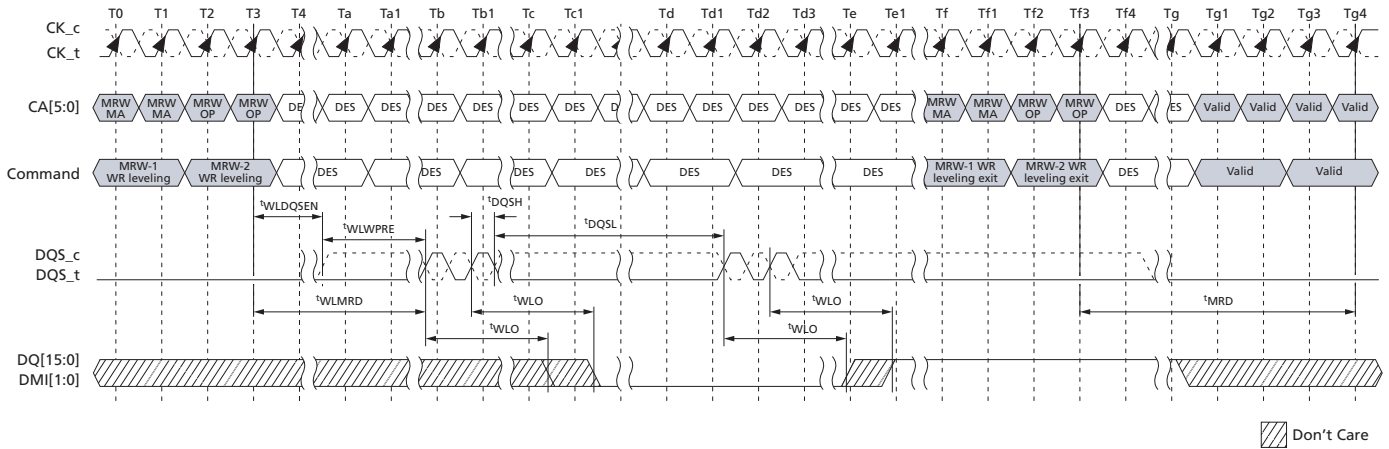 T0 T1 T2 T3 T4 Ta Ta1 Tb Tb1 Tc Tc1 Td Td1 Td2 Td3 Te Te1 Tf Tf1 Tf2 Tf3 Tf4 Tg Tg1 Tg2 Tg3 Tg4
CK_c
CK_t
CA[5:0]
MRW MA
MRW MA
MRW OP
MRW OP
DE
DES
DES
DES
DES
DES
DES
D
DES
DES
DES
DES
DES
DES
MRW MA
MRW MA
MRW OP
MRW OP
DES
ES
Valid
Valid
Valid
Valid
Command
MRW-1
WR leveling
MRW-2
WR leveling
DES
DES
DES
DES
DES
DES
DES
DES
DES
MRW-1 WR
leveling exit
MRW-2 WR
leveling exit
DES
Valid
Valid
tWLDQSEN
tDQSH
tWLWPRE
tDQSL
DQS_c
DQS_t
tWLMRD
tWLO
tWLO
tMRD
tWLO
tWLO
DQ[15:0]
DMI[1:0]
Don't Care